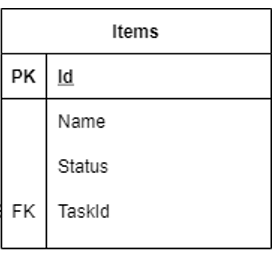 Items
PK Id
Name
Status
FK TaskId